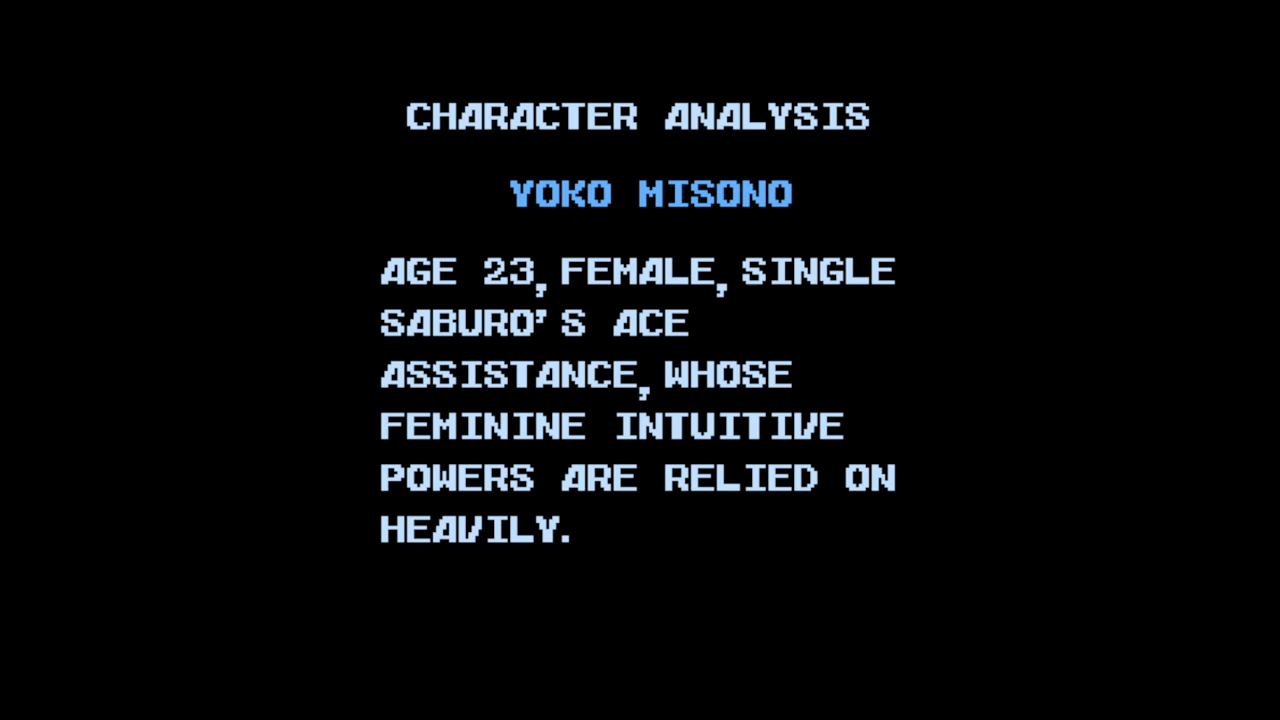 CHARACTER ANALYSIS
YOKO MISONO
AGE 23, FEMALE, SINGLE
SABURO'S ACE
ASSISTANCE, WHOSE
FEMININE INTUITIVE
POWERS ARE RELIED ON
HEAVILY.